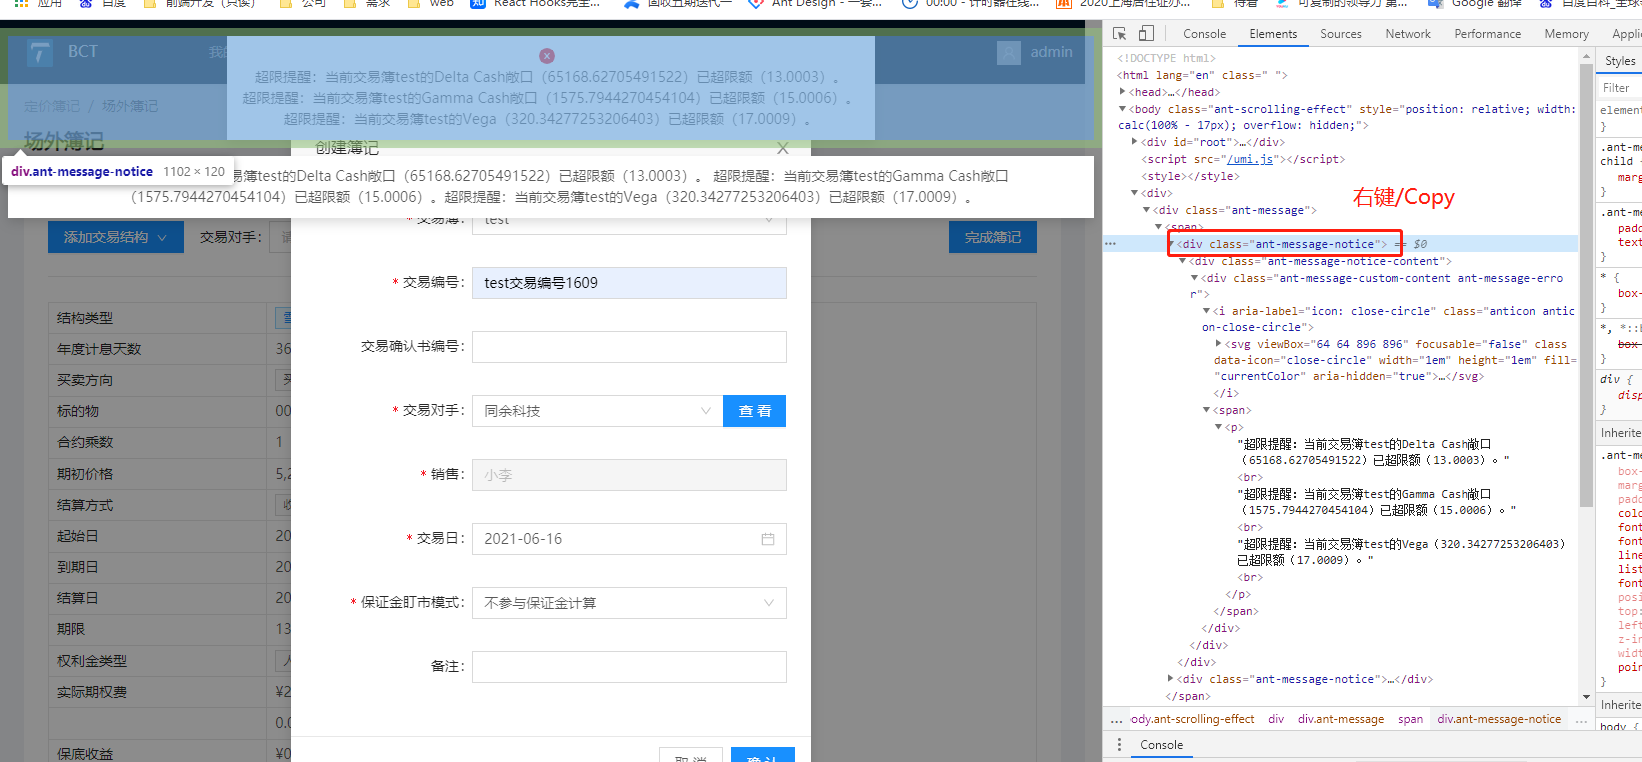 应用
百度
前端开发（只读）
公司
需求
web
知 React Hooks完全...
国收五期迭代一
Ant Design - 一套...
00:00 - 计时器在线...
2020上海居住证办...
待看
可复制的领导力 第...
Google 翻译
百度百科_全球
BCT
我的
admin
超限提醒：当前交易簿test的Delta Cash敞口（65168.62705491522）已超限额（13.0003）。
超限提醒：当前交易簿test的Gamma Cash敞口（1575.7944270454104）已超限额（15.0006）。
超限提醒：当前交易簿test的Vega（320.34277253206403）已超限额（17.0009）。
定价簿记 / 场外簿记
场外簿记
创建簿记
X
div.ant-message-notice 1102 × 120
易簿test的Delta Cash敞口（65168.62705491522）已超限额（13.0003）。 超限提醒：当前交易簿test的Gamma Cash敞口
（1575.7944270454104）已超限额（15.0006）。超限提醒：当前交易簿test的Vega（320.34277253206403）已超限额（17.0009）。
* 交易簿：
test
添加交易结构
交易对手：
请
完成簿记
* 交易编号：
test交易编号1609
交易确认书编号：
* 交易对手：
同余科技
查 看
* 销售：
小李
* 交易日：
2021-06-16
* 保证金盯市模式：
不参与保证金计算
备注：
取 消
确 认
结构类型
年度计息天数
36
买卖方向
买
标的物
00
合约乘数
1
期初价格
5,2
结算方式
收
起始日
20
到期日
20
结算日
20
期限
13
权利金类型
人
实际期权费
¥2
0.0
保底收益
¥0
Console
Elements
Sources
Network
Performance
Memory
Applic
<!DOCTYPE html>
<html lang="en" class=" ">
<head>…</head>
<body class="ant-scrolling-effect" style="position: relative; width:
calc(100% - 17px); overflow: hidden;">
<div id="root">…</div>
<script src="/umi.js"></script>
<style></style>
<div>
<div class="ant-message">
<span>
<div class="ant-message-notice"> == $0
<div class="ant-message-notice-content">
<div class="ant-message-custom-content ant-message-erro
r">
<i aria-label="icon: close-circle" class="anticon antic
on-close-circle">
<svg viewBox="64 64 896 896" focusable="false" class
data-icon="close-circle" width="1em" height="1em" fill=
"currentColor" aria-hidden="true">…</svg>
</i>
<span>
<p>
"超限提醒：当前交易簿test的Delta Cash敞口
（65168.62705491522）已超限额（13.0003）。"
<br>
"超限提醒：当前交易簿test的Gamma Cash敞口
（1575.7944270454104）已超限额（15.0006）。"
<br>
"超限提醒：当前交易簿test的Vega（320.34277253206403）
已超限额（17.0009）。"
<br>
</p>
</span>
</div>
</div>
</div>
<div class="ant-message-notice">…</div>
</span>
右键/Copy
... body.ant-scrolling-effect div div.ant-message span div.ant-message-notice ...
Console
Styles
Filter
element
}
.ant-me
child {
marg
}
.ant-me
padd
text
}
* {
box-
}
*, *::b
box-
}
div {
disp
}
Inherite
.ant-me
box-
marg
padd
colo
font
font
line
list
font
posi
top:
left
z-in
widt
poin
}
Inherite
body {